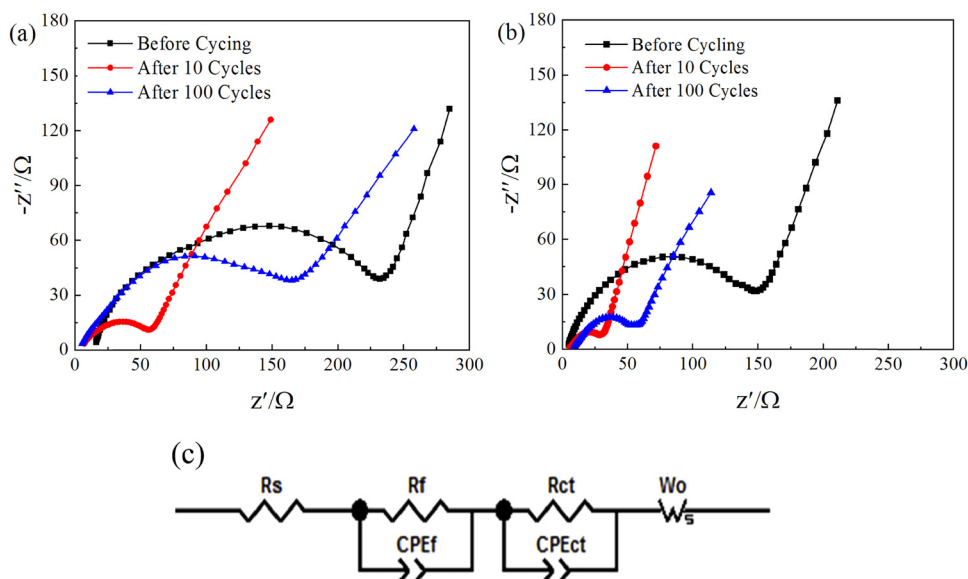 (a)
180
150
120
90
60
30
0
-z''/Ω
Before Cycing
After 10 Cycles
After 100 Cycles
0 50 100 150 200 250 300
z'/Ω
(b)
180
150
120
90
60
30
0
-z''/Ω
Before Cycling
After 10 Cycles
After 100 Cycles
0 50 100 150 200 250 300
z'/Ω
(c)
Rs Rf Rct Wo
s
CPEf CPEct